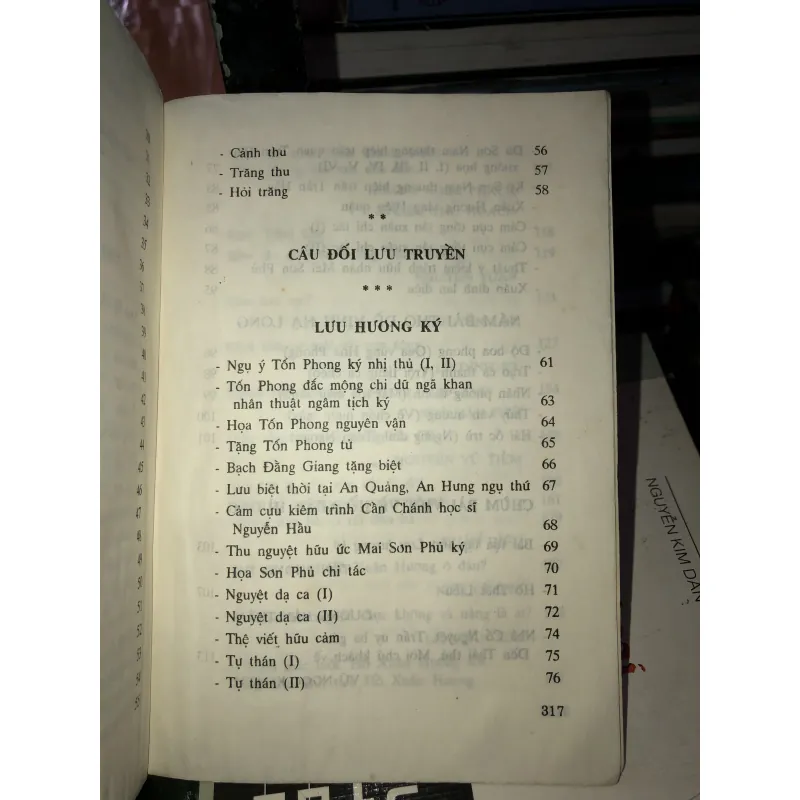 - Cảnh thu 56
- Trăng thu 57
- Hỏi trăng 58
* *
CÂU ĐỐI LƯU TRUYỀN
* * *
LƯU HƯƠNG KÝ
- Ngụ ý Tốn Phong ký nhị thủ (I, II) 61
- Tốn Phong đắc mộng chi dũ ngã khan
nhân thuật ngâm tịch ký 63
- Họa Tốn Phong nguyên vận 64
- Tặng Tốn Phong tử 65
- Bạch Đằng Giang tặng biệt 66
- Lưu biệt thời tại An Quảng, An Hưng ngụ thứ 67
- Cảm cựu kiêm trình Cần Chánh học sĩ
Nguyễn Hầu 68
- Thu nguyệt hữu ức Mai Sơn Phủ ký 69
- Họa Sơn Phủ chi tác 70
- Nguyệt dạ ca (I) 71
- Nguyệt dạ ca (II) 72
- Thệ viết hữu cảm 74
- Tự thán (I) 75
- Tự thán (II) 76
317
NGUYỄN KIM DAN